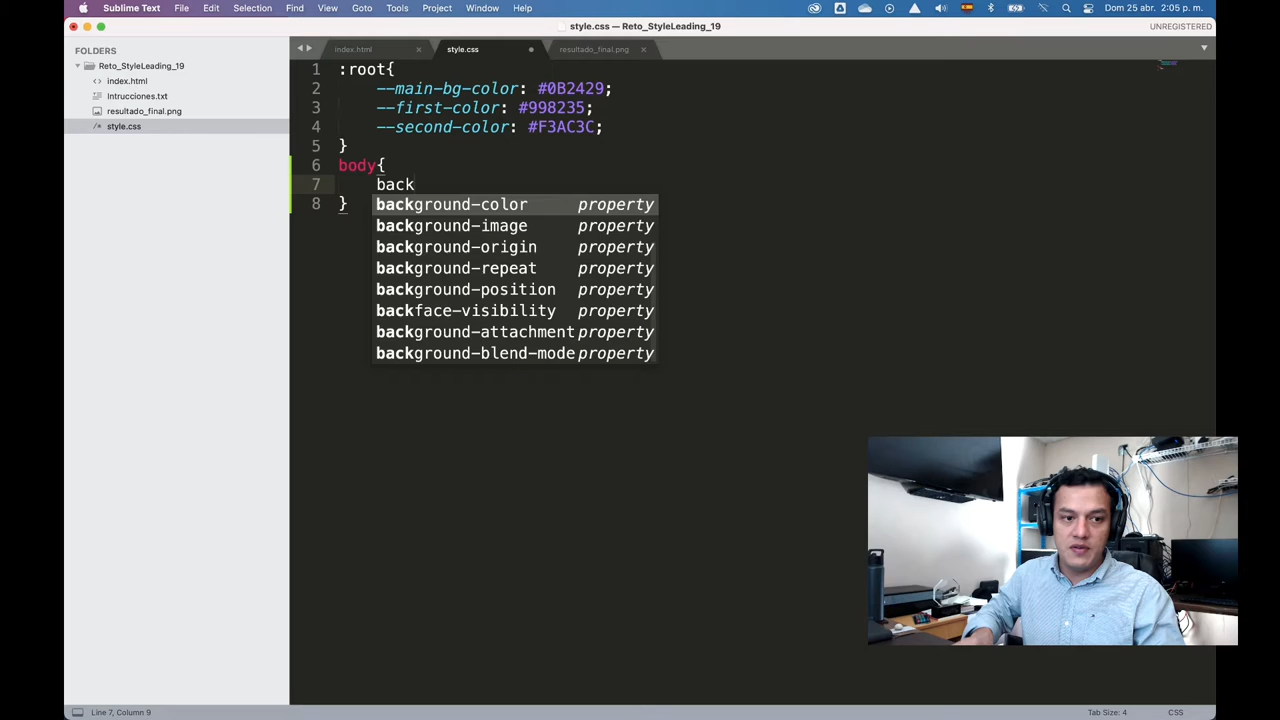 Sublime Text File Edit Selection Find View Goto Tools Project Window Help Dom 25 abr. 2:05 p. m.
style.css — Reto_StyleLeading_19 UNREGISTERED
FOLDERS
Reto_StyleLeading_19
index.html
Intrucciones.txt
resultado_final.png
style.css
index.html × style.css resultado_final.png ×
1 :root{
2 --main-bg-color: #0B2429;
3 --first-color: #998235;
4 --second-color: #F3AC3C;
5 }
6 body{
7 back
8 }
background-color property
background-image property
background-origin property
background-repeat property
background-position property
backface-visibility property
background-attachment property
background-blend-mode property
Line 7, Column 9 Tab Size: 4 CSS